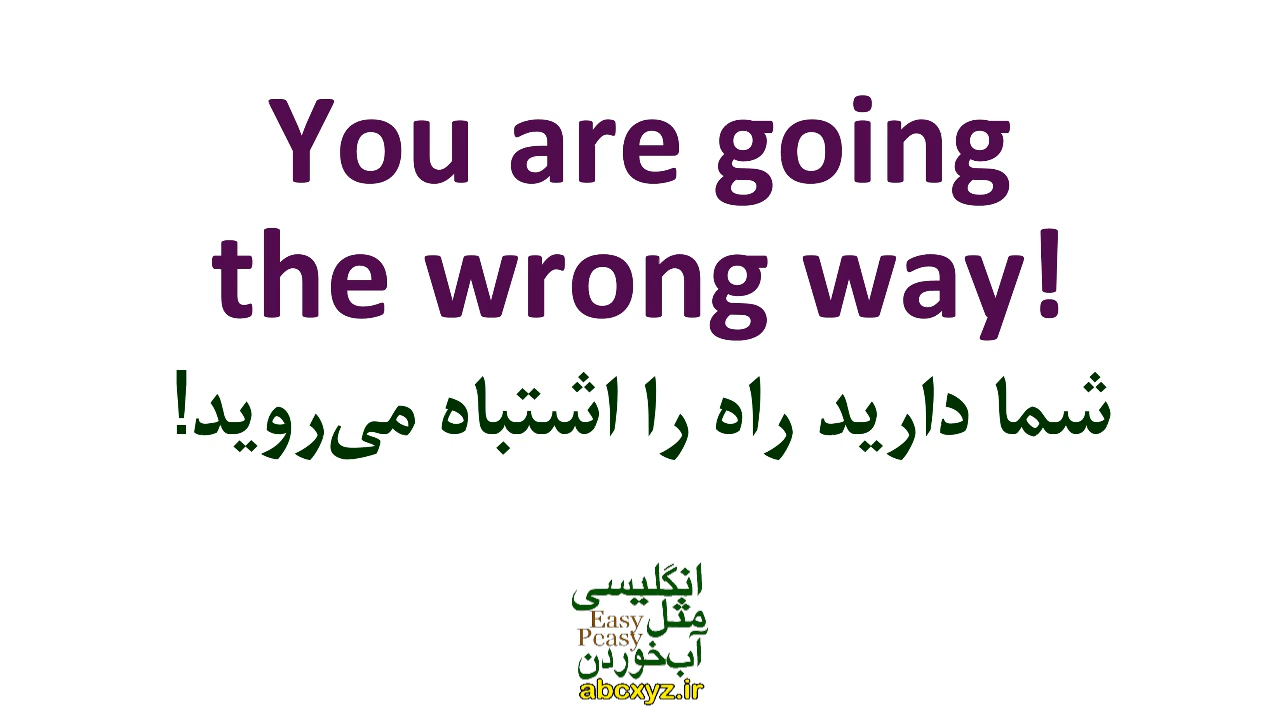 You are going
the wrong way!
شما دارید راه را اشتباه می‌روید!
انگلیسی
مثل
Easy
Peasy
آب‌خوردن
abcxyz.ir